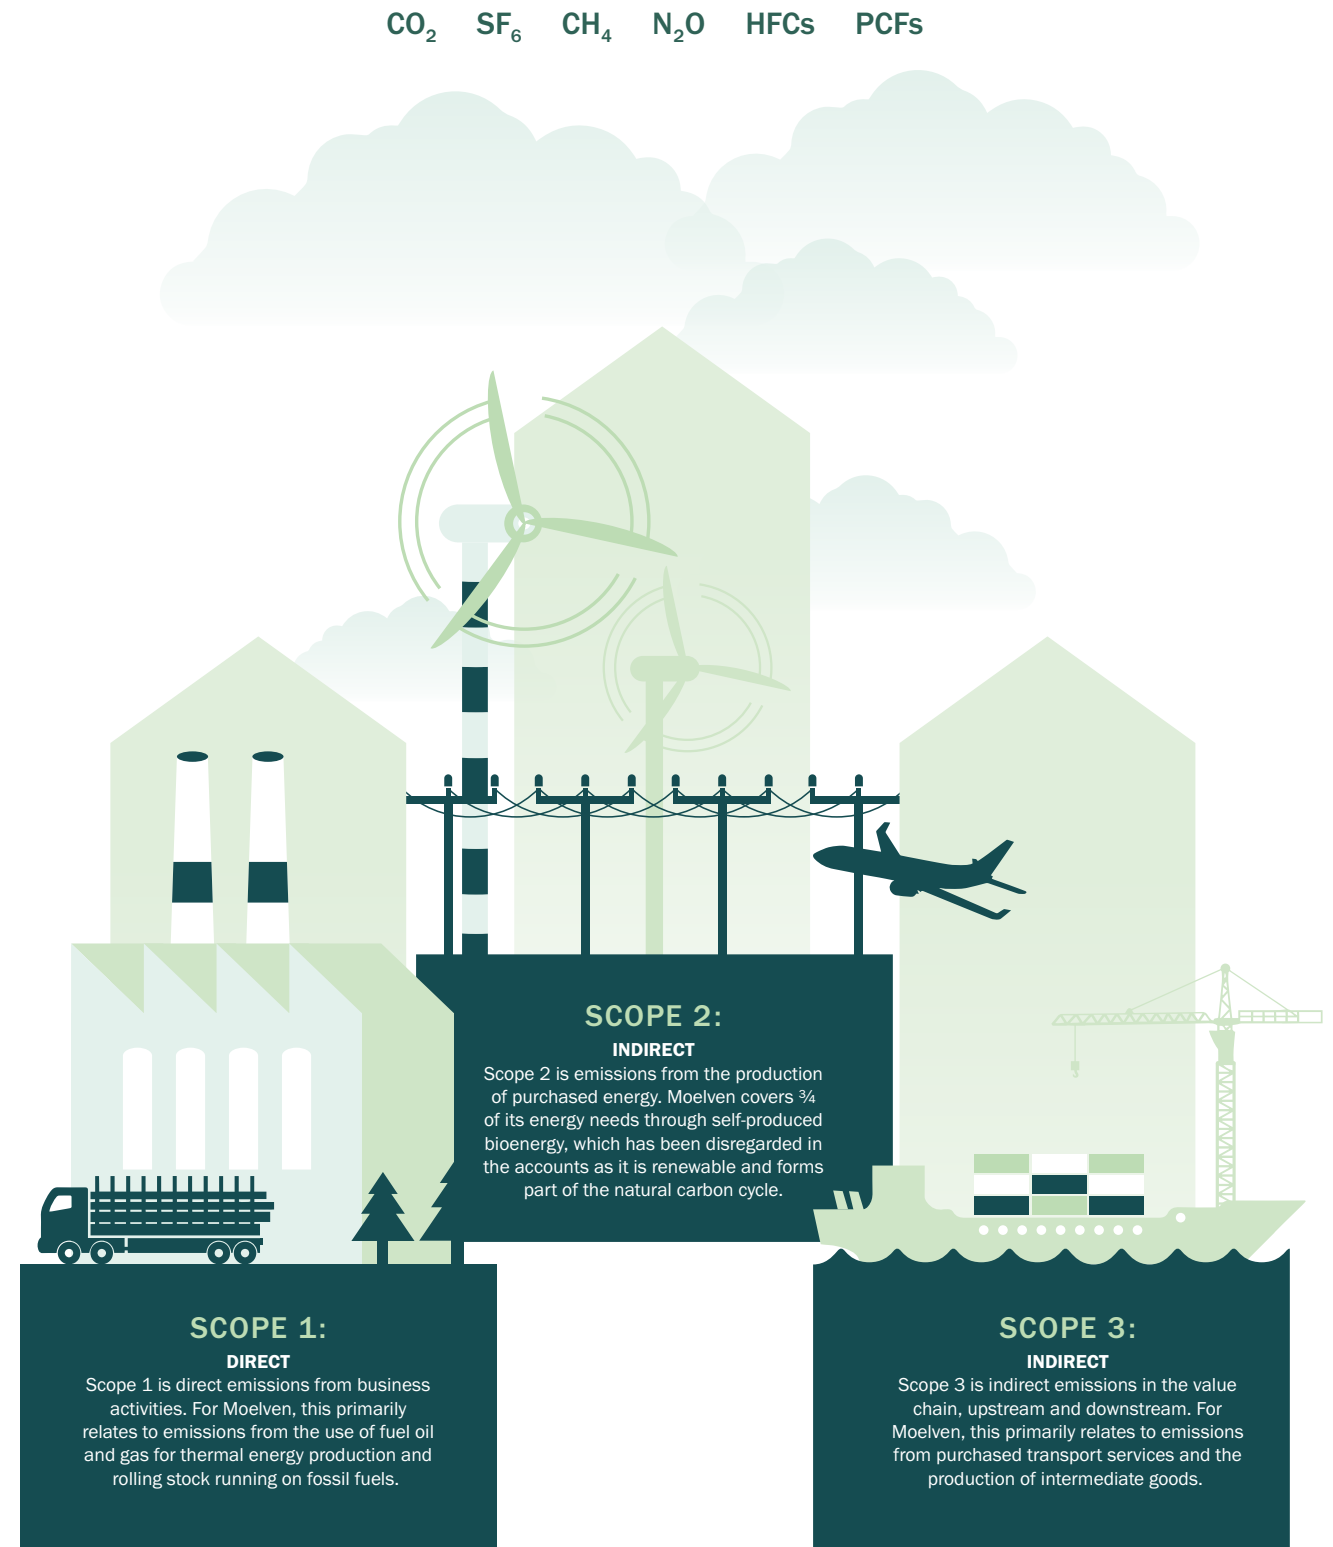 CO₂ SF₆ CH₄ N₂O HFCs PCFs
SCOPE 2:
INDIRECT
Scope 2 is emissions from the production
of purchased energy. Moelven covers ¾
of its energy needs through self-produced
bioenergy, which has been disregarded in
the accounts as it is renewable and forms
part of the natural carbon cycle.
SCOPE 1:
DIRECT
Scope 1 is direct emissions from business
activities. For Moelven, this primarily
relates to emissions from the use of fuel oil
and gas for thermal energy production and
rolling stock running on fossil fuels.
SCOPE 3:
INDIRECT
Scope 3 is indirect emissions in the value
chain, upstream and downstream. For
Moelven, this primarily relates to emissions
from purchased transport services and the
production of intermediate goods.